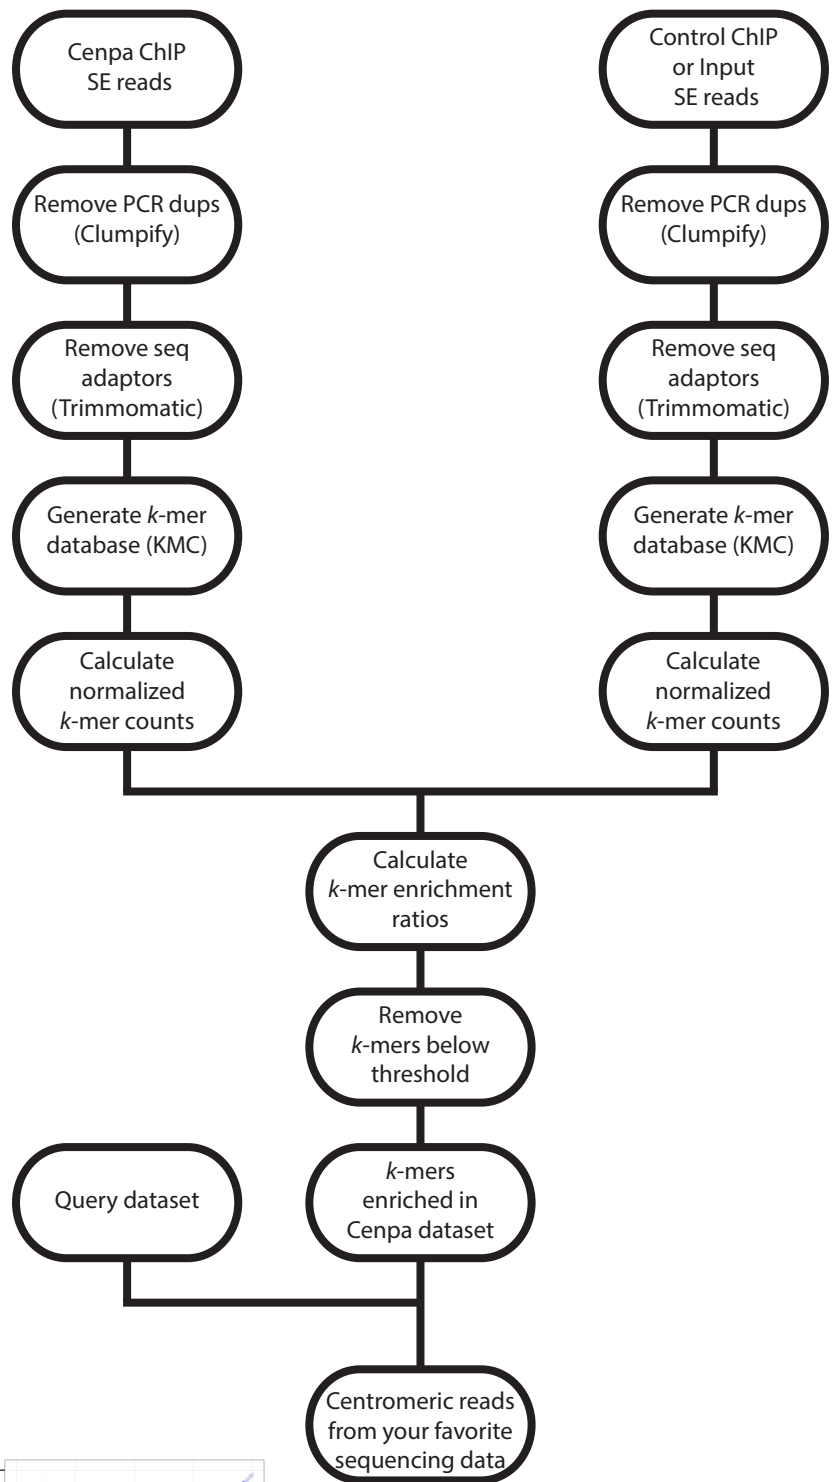 Cenpa ChIP
SE reads
Control ChIP
or Input
SE reads
Remove PCR dups
(Clumpify)
Remove PCR dups
(Clumpify)
Remove seq
adaptors
(Trimmomatic)
Remove seq
adaptors
(Trimmomatic)
Generate k-mer
database (KMC)
Generate k-mer
database (KMC)
Calculate
normalized
k-mer counts
Calculate
normalized
k-mer counts
Calculate
k-mer enrichment
ratios
Remove
k-mers below
threshold
Query dataset
k-mers
enriched in
Cenpa dataset
Centromeric reads
from your favorite
sequencing data